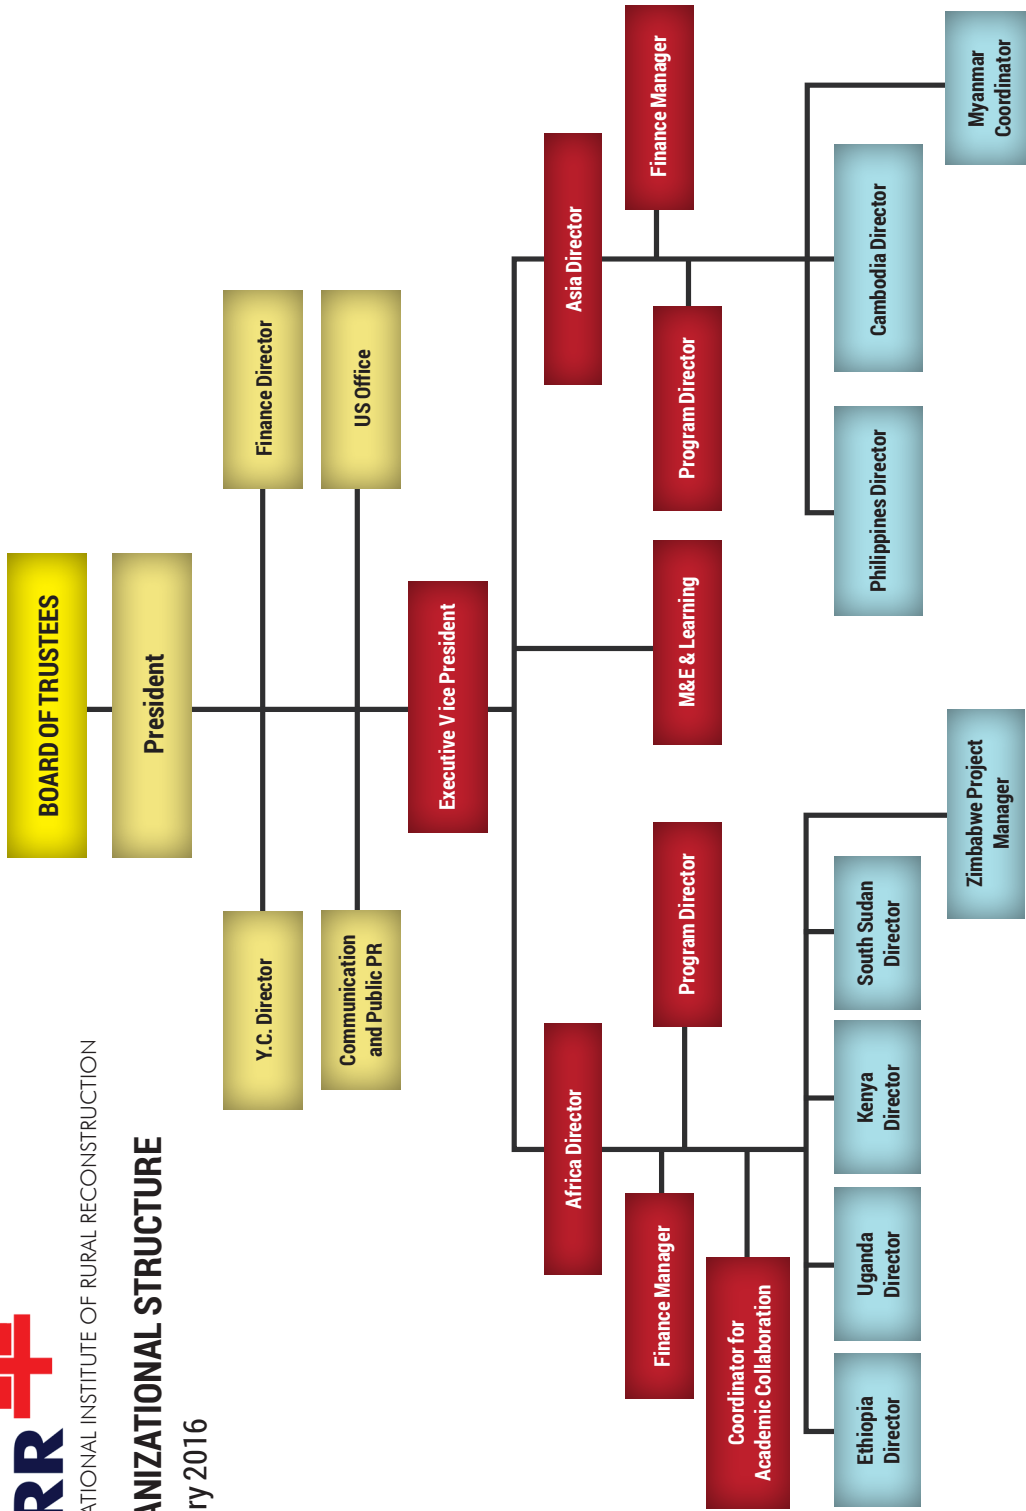 RR
ATIONAL INSTITUTE OF RURAL RECONSTRUCTION
ANIZATIONAL STRUCTURE
ry 2016
BOARD OF TRUSTEES
President
Y.C. Director
Finance Director
Communication
and Public PR
US Office
Executive V ice President
Africa Director
Asia Director
Finance Manager
Program Director
Coordinator for
Academic Collaboration
M&E & Learning
Program Director
Finance Manager
Ethiopia
Director
Uganda
Director
Kenya
Director
South Sudan
Director
Zimbabwe Project
Manager
Philippines Director
Cambodia Director
Myanmar
Coordinator